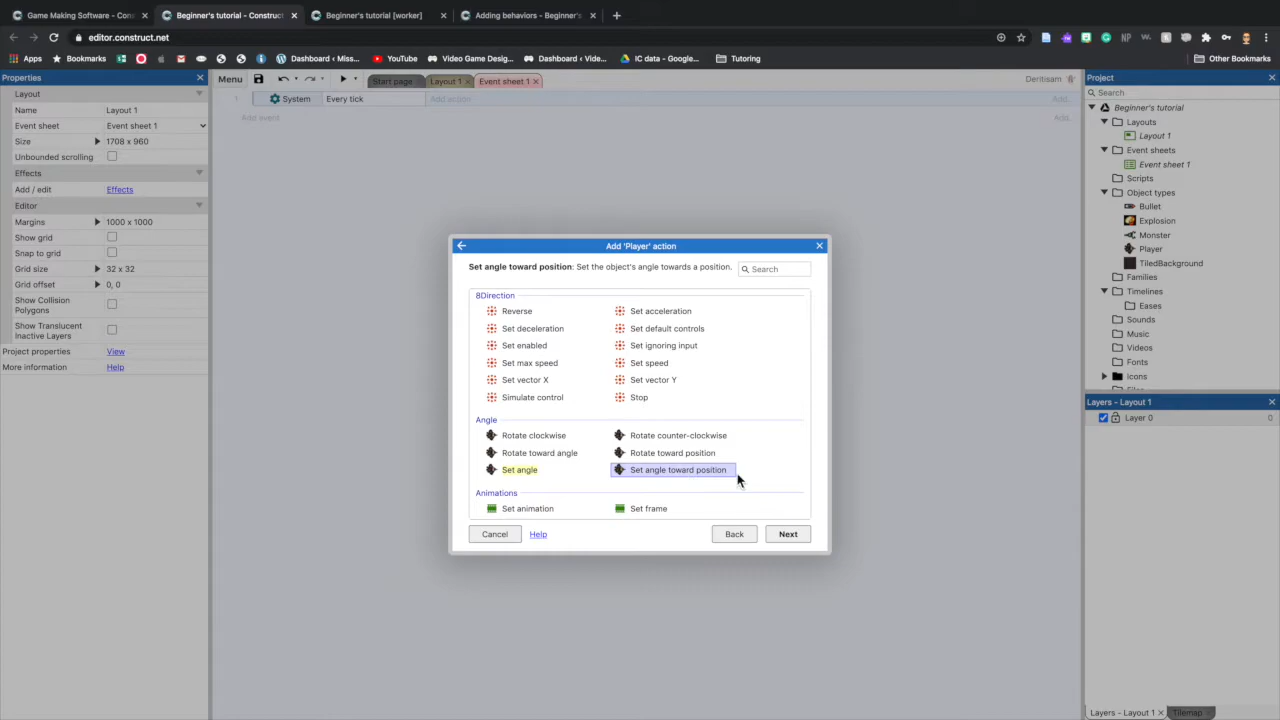 Game Making Software - Cons
Beginner's tutorial - Construct
Beginner's tutorial [worker]
Adding behaviors - Beginner's
editor.construct.net
Apps
Bookmarks
Dashboard ‹ Miss...
YouTube
Video Game Design...
Dashboard ‹ Vide...
IC data - Google...
Tutoring
Other Bookmarks
Properties
Menu
Start page
Layout 1
Event sheet 1
Deritisam
Project
Layout
Name Layout 1
Event sheet Event sheet 1
Size 1708 x 960
Unbounded scrolling
Effects
Add / edit Effects
Editor
Margins 1000 x 1000
Show grid
Snap to grid
Grid size 32 x 32
Grid offset 0, 0
Show Collision
Polygons
Show Translucent
Inactive Layers
Project properties View
More information Help
1 System Every tick Add action Add..
Add event Add..
Add 'Player' action
Set angle toward position: Set the object's angle towards a position.
Search
8Direction
Reverse Set acceleration
Set deceleration Set default controls
Set enabled Set ignoring input
Set max speed Set speed
Set vector X Set vector Y
Simulate control Stop
Angle
Rotate clockwise Rotate counter-clockwise
Rotate toward angle Rotate toward position
Set angle Set angle toward position
Animations
Set animation Set frame
Cancel Help Back Next
Search
Beginner's tutorial
Layouts
Layout 1
Event sheets
Event sheet 1
Scripts
Object types
Bullet
Explosion
Monster
Player
TiledBackground
Families
Timelines
Eases
Sounds
Music
Videos
Fonts
Icons
Layers - Layout 1
Layer 0 0
Layers - Layout 1 Tilemap